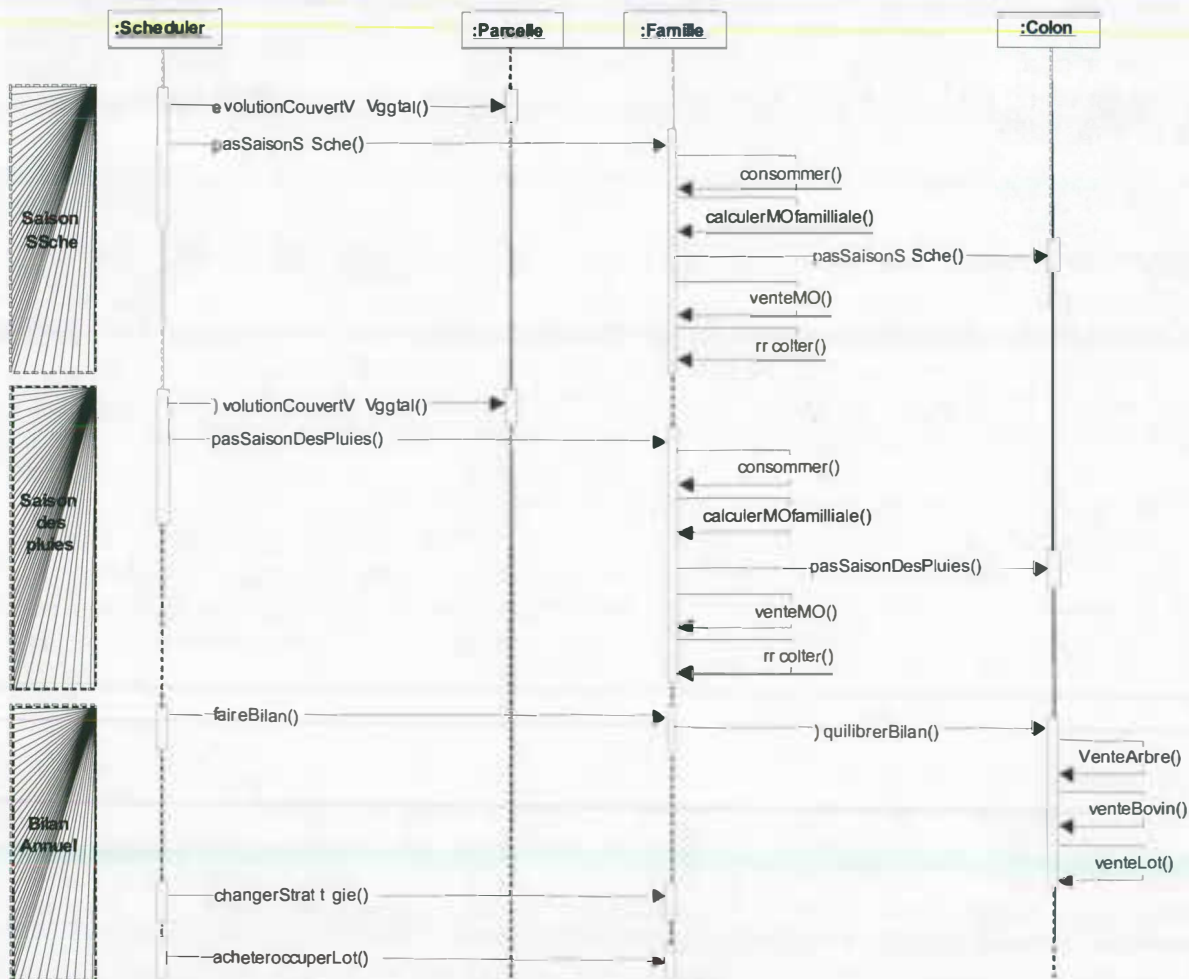 :Scheduler
:Parcelle
:Famille
:Colon
Saison
SSche
evolutionCouvertV Vggtal()
pasSaisonS Sche()
consommer()
calculerMOfamilliale()
pasSaisonS Sche()
venteMO()
rr colter()
Saison
des
pluies
) volutionCouvertV Vggtal()
pasSaisonDesPluies()
consommer()
calculerMOfamilliale()
pasSaisonDesPluies()
venteMO()
rr colter()
Bilan
Annuel
faireBilan()
) quilibrerBilan()
VenteArbre()
venteBovin()
venteLot()
changerStrat t gie()
acheteroccuperLot()